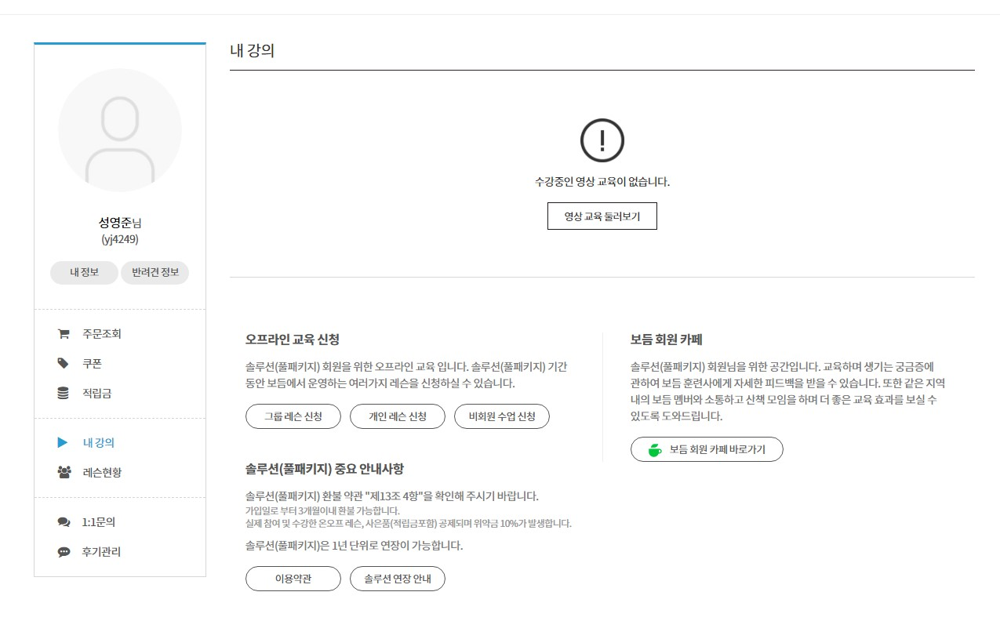 성영준님
(yj4249)
내 정보
반려견 정보
주문조회
쿠폰
적립금
내 강의
레슨현황
1:1문의
후기관리
내 강의
수강중인 영상 교육이 없습니다.
영상 교육 둘러보기
오프라인 교육 신청
솔루션(풀패키지) 회원을 위한 오프라인 교육 입니다. 솔루션(풀패키지) 기간
동안 보듬에서 운영하는 여러가지 레슨을 신청하실 수 있습니다.
그룹 레슨 신청
개인 레슨 신청
비회원 수업 신청
솔루션(풀패키지) 중요 안내사항
솔루션(풀패키지) 환불 약관 "제13조 4항"을 확인해 주시기 바랍니다.
가입일로 부터 3개월이내 환불 가능합니다.
실제 참여 및 수강한 온오프 레슨, 사은품(적립금포함) 공제되며 위약금 10%가 발생합니다.
솔루션(풀패키지)은 1년 단위로 연장이 가능합니다.
이용약관
솔루션 연장 안내
보듬 회원 카페
솔루션(풀패키지) 회원님을 위한 공간입니다. 교육하며 생기는 궁금증에
관하여 보듬 훈련사에게 자세한 피드백을 받을 수 있습니다. 또한 같은 지역
내의 보듬 멤버와 소통하고 산책 모임을 하며 더 좋은 교육 효과를 보실 수
있도록 도와드립니다.
보듬 회원 카페 바로가기